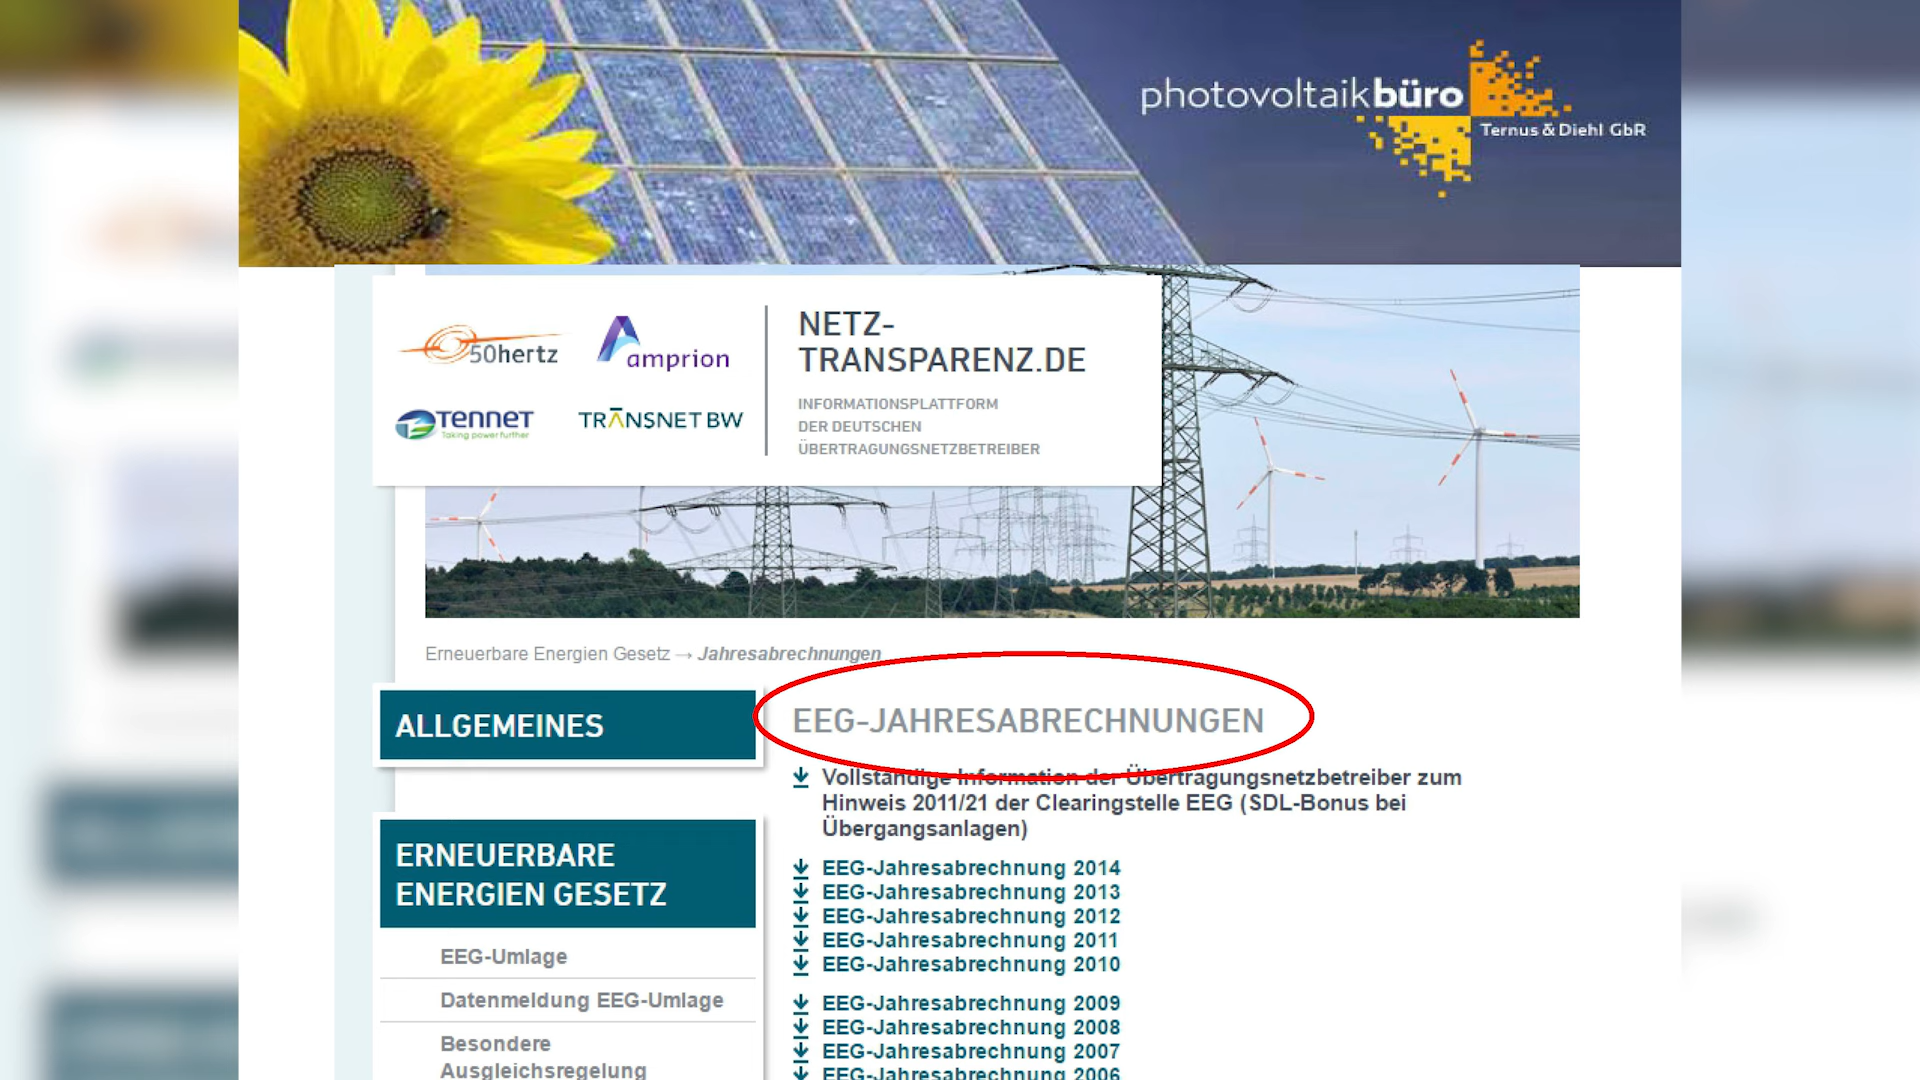 photovoltaikbüro
Ternus & Diehl GbR
50hertz
amprion
TENNET
Taking power further
TRANSNET BW
NETZ-
TRANSPARENZ.DE
INFORMATIONSPLATTFORM
DER DEUTSCHEN
ÜBERTRAGUNGSNETZBETREIBER
Erneuerbare Energien Gesetz → Jahresabrechnungen
ALLGEMEINES
ERNEUERBARE
ENERGIEN GESETZ
EEG-Umlage
Datenmeldung EEG-Umlage
Besondere
Ausgleichsregelung
EEG-JAHRESABRECHNUNGEN
Vollständige Information der Übertragungsnetzbetreiber zum
Hinweis 2011/21 der Clearingstelle EEG (SDL-Bonus bei
Übergangsanlagen)
EEG-Jahresabrechnung 2014
EEG-Jahresabrechnung 2013
EEG-Jahresabrechnung 2012
EEG-Jahresabrechnung 2011
EEG-Jahresabrechnung 2010
EEG-Jahresabrechnung 2009
EEG-Jahresabrechnung 2008
EEG-Jahresabrechnung 2007
EEG-Jahresabrechnung 2006